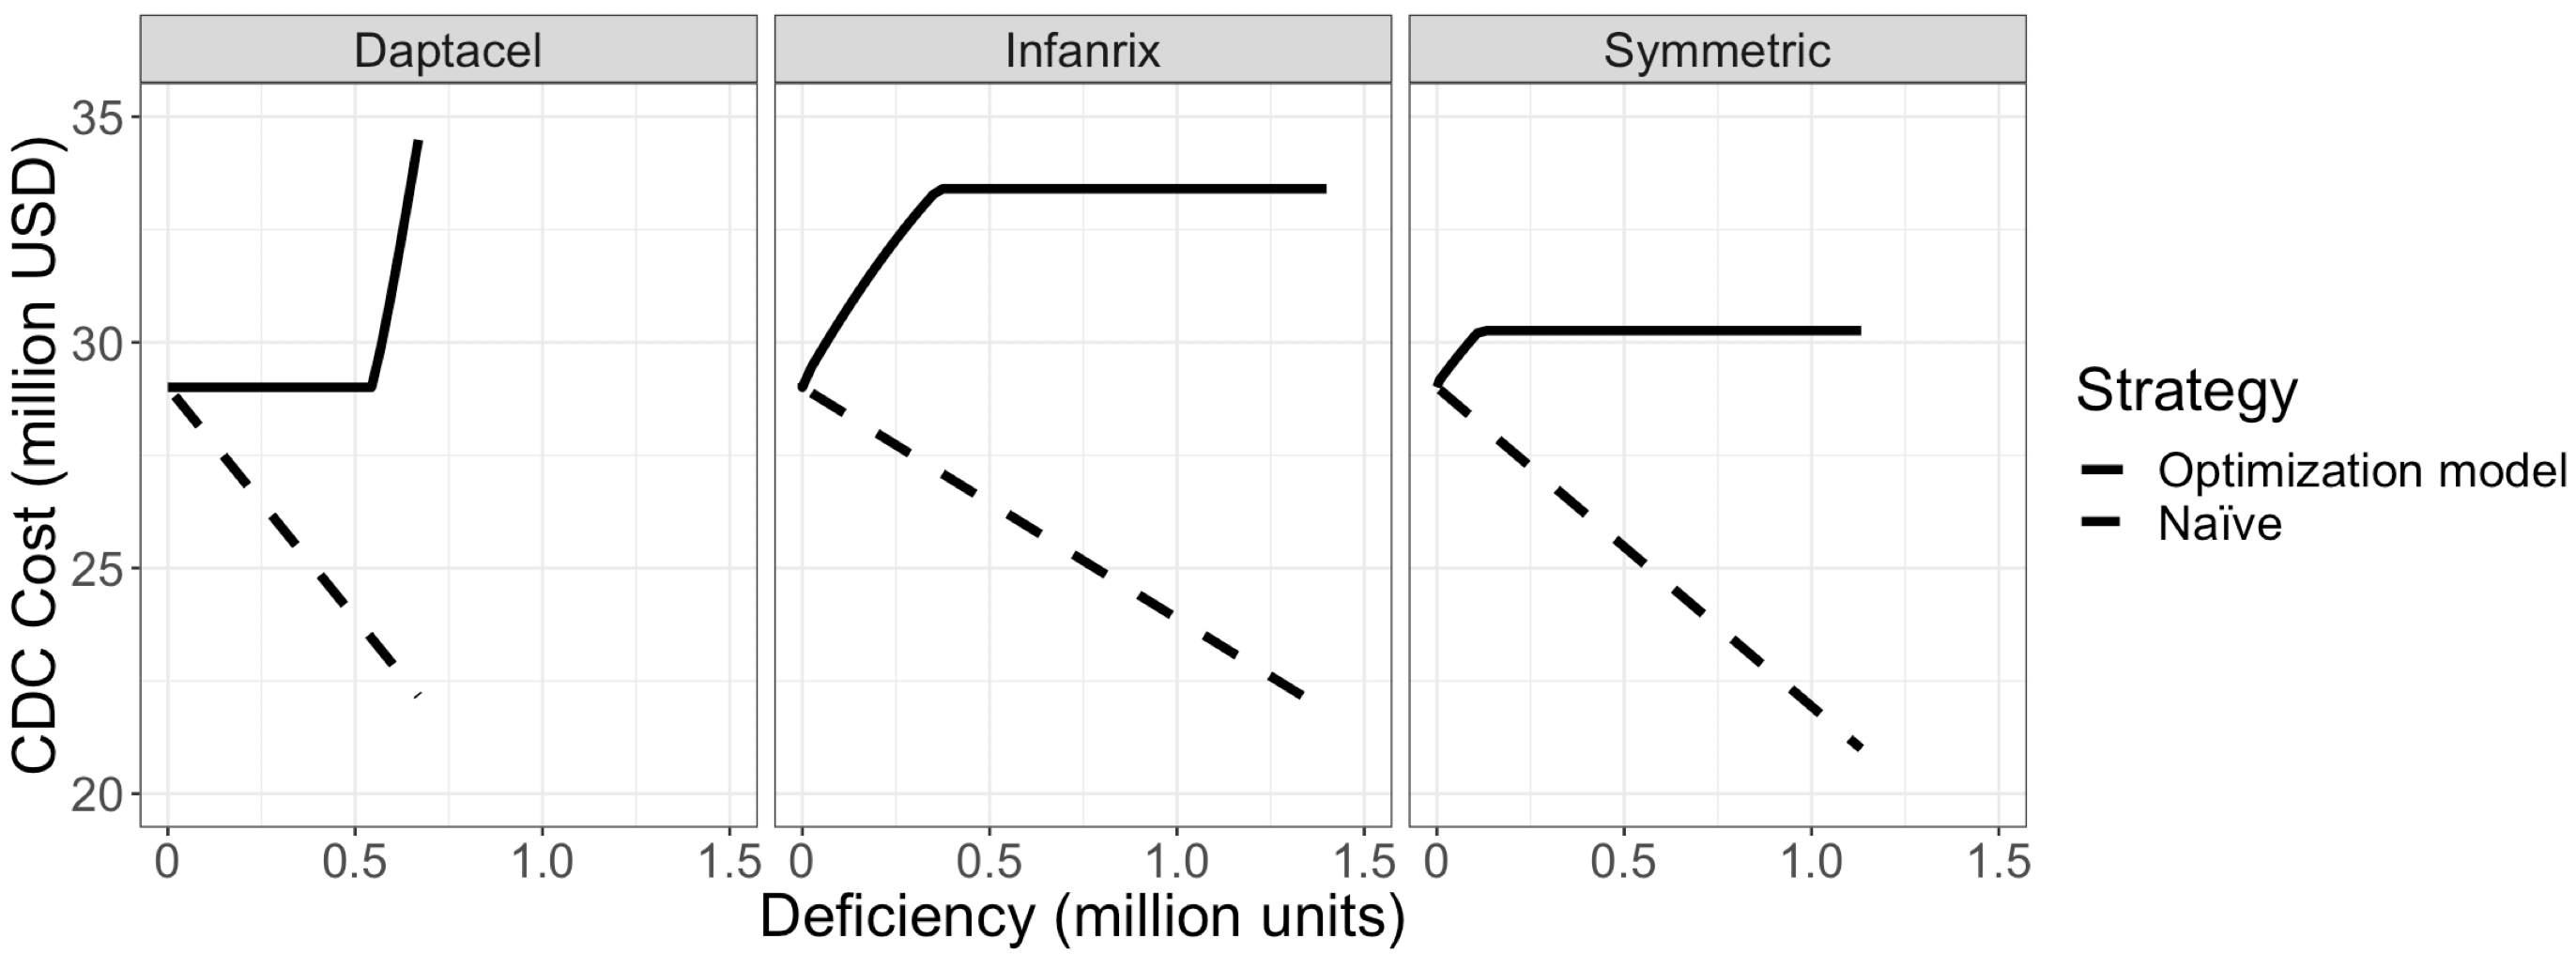 Daptacel
Infanrix
Symmetric
CDC Cost (million USD)
35
30
25
20
0 0.5 1.0 1.5
0 0.5 1.0 1.5
0 0.5 1.0 1.5
Deficiency (million units)
Strategy
Optimization model
Naïve